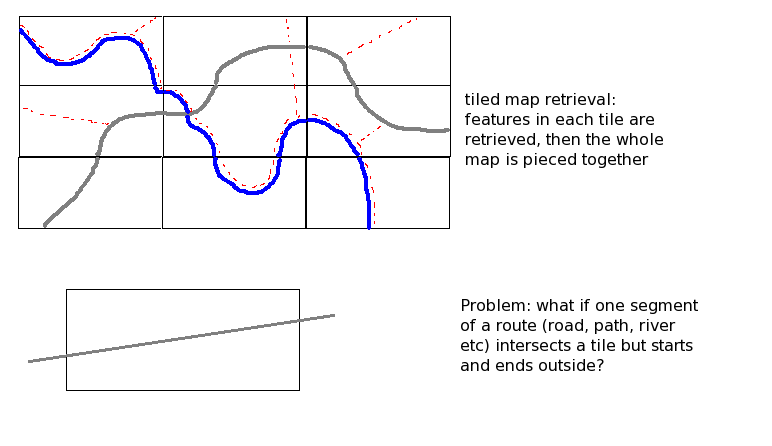 tiled map retrieval:
features in each tile are
retrieved, then the whole
map is pieced together
Problem: what if one segment
of a route (road, path, river
etc) intersects a tile but starts
and ends outside?